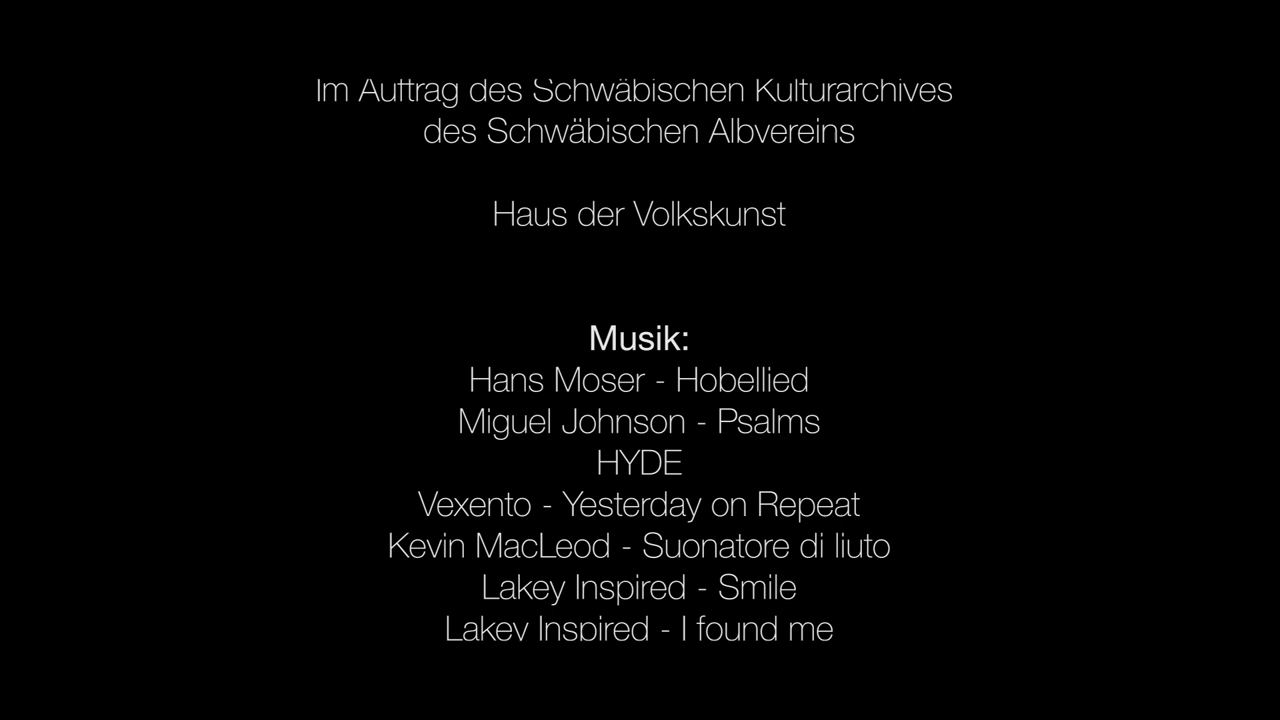 Im Auftrag des Schwäbischen Kulturarchives
des Schwäbischen Albvereins
Haus der Volkskunst
Musik:
Hans Moser - Hobellied
Miguel Johnson - Psalms
HYDE
Vexento - Yesterday on Repeat
Kevin MacLeod - Suonatore di liuto
Lakey Inspired - Smile
Lakey Inspired - I found me